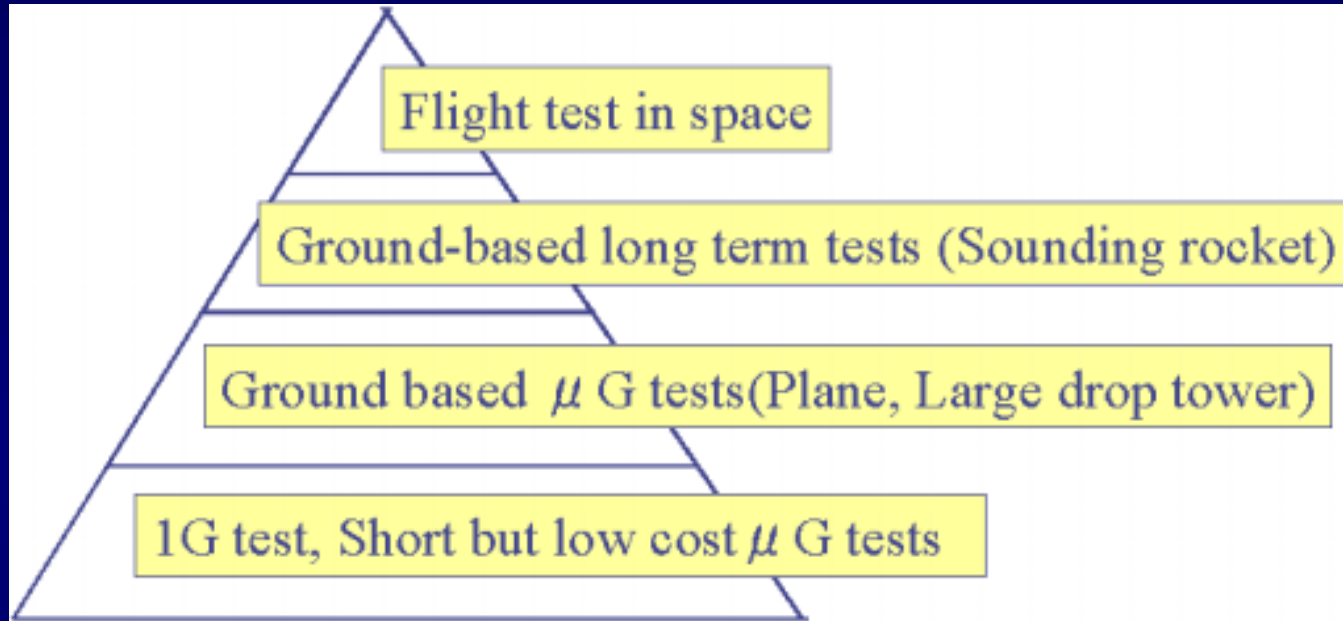 Flight test in space
Ground-based long term tests (Sounding rocket)
Ground based μ G tests(Plane, Large drop tower)
1G test, Short but low cost μ G tests